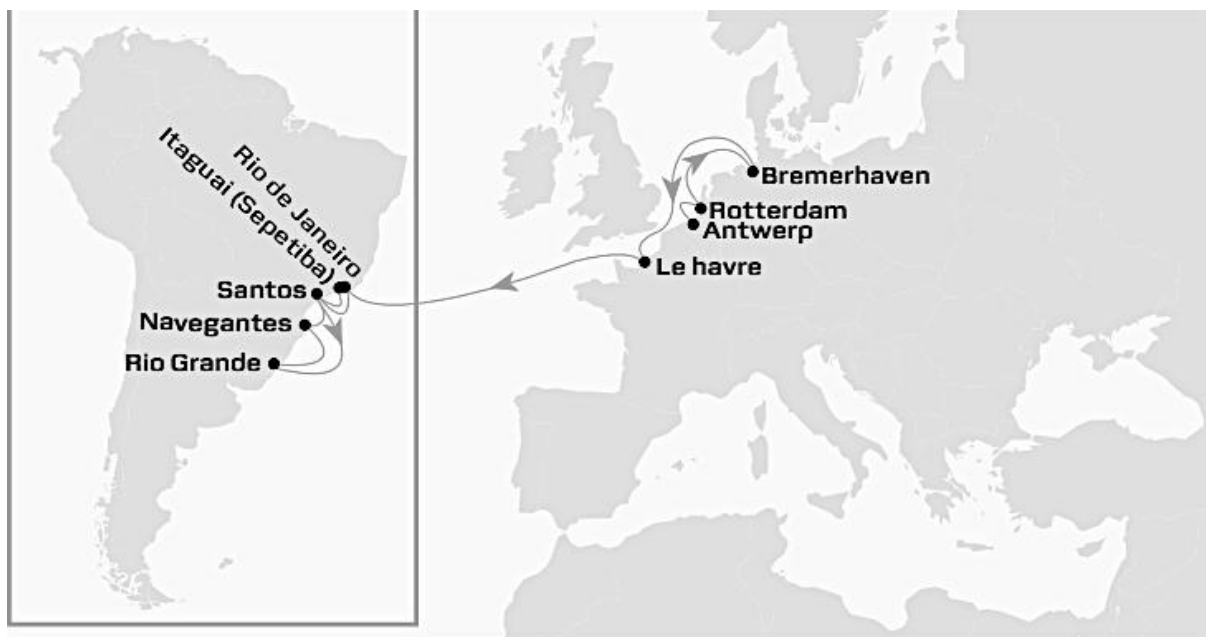 Rio de Janeiro
Itaguai (Sepetiba)
Santos
Navegantes
Rio Grande
Bremerhaven
Rotterdam
Antwerp
Le havre